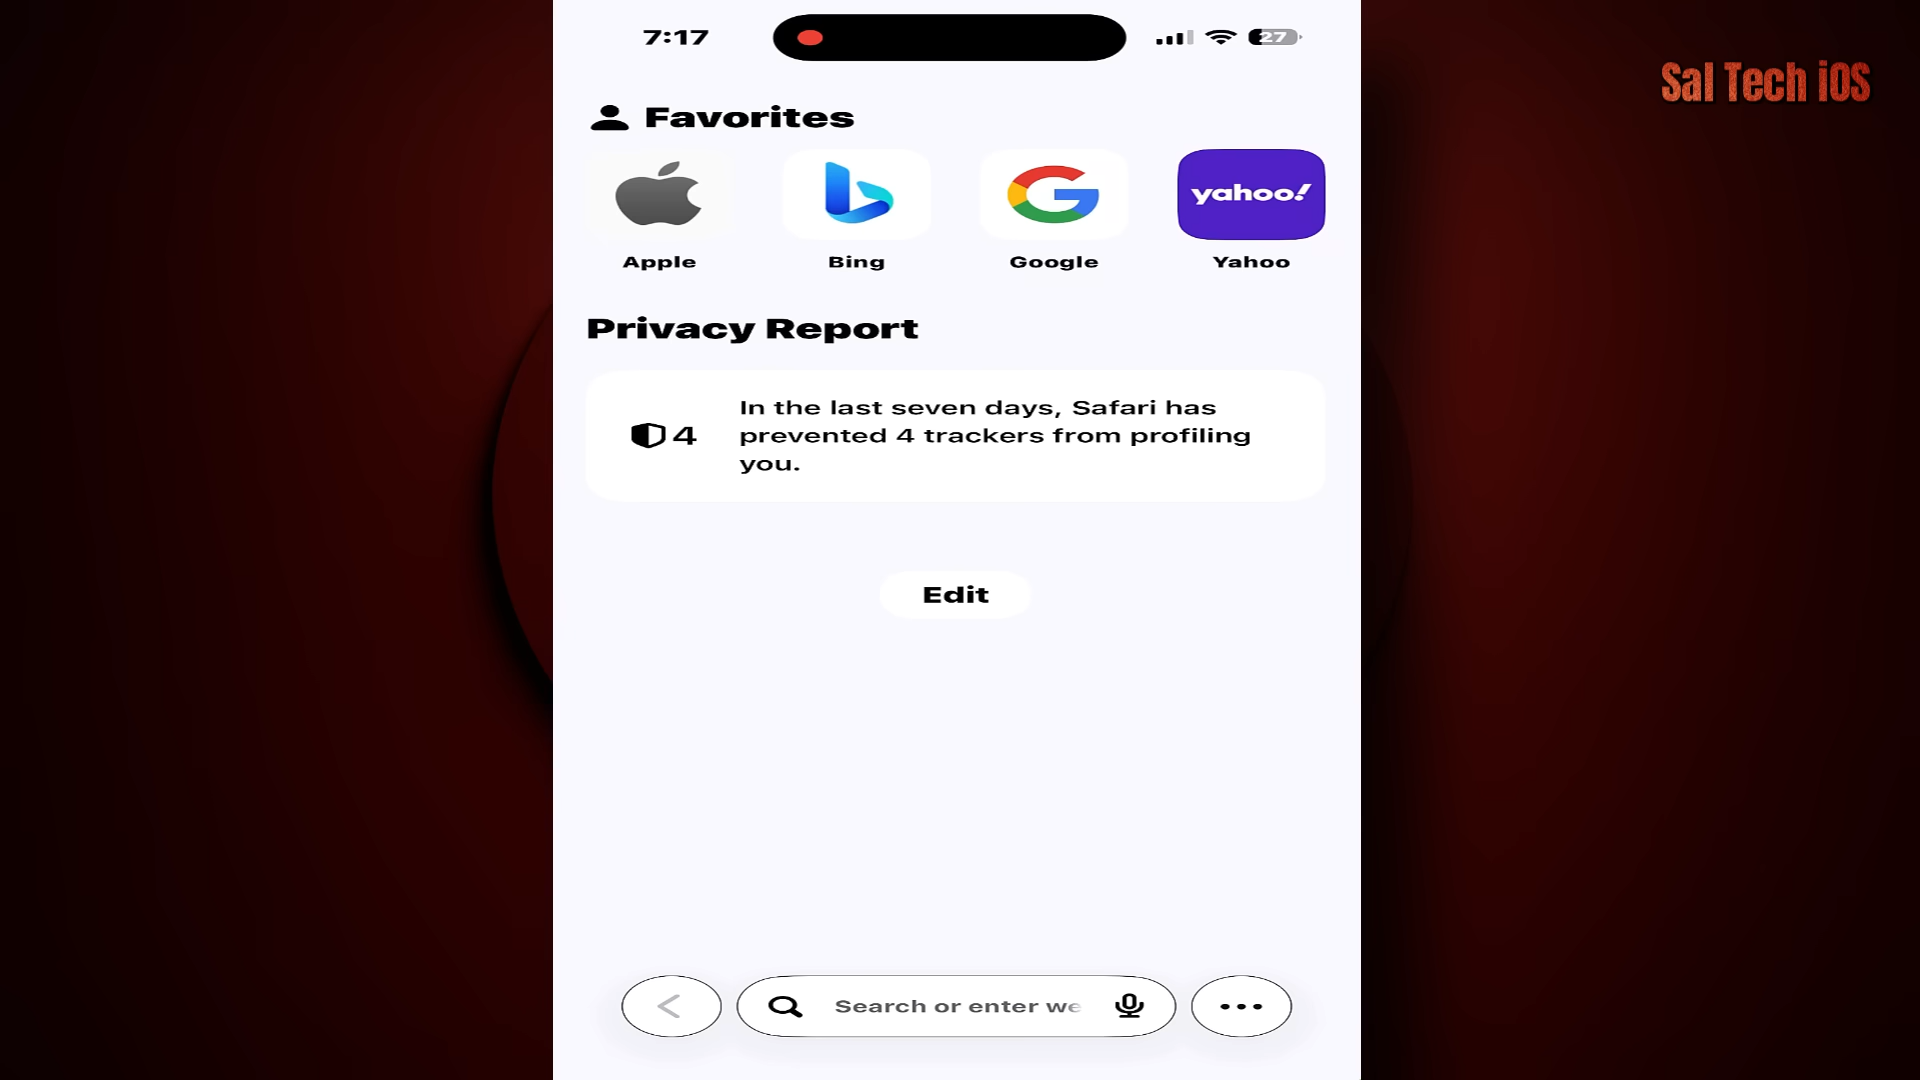 7:17
27
Sal Tech iOS
Favorites
yahoo!
Apple
Bing
Google
Yahoo
Privacy Report
4
In the last seven days, Safari has
prevented 4 trackers from profiling
you.
Edit
Search or enter we